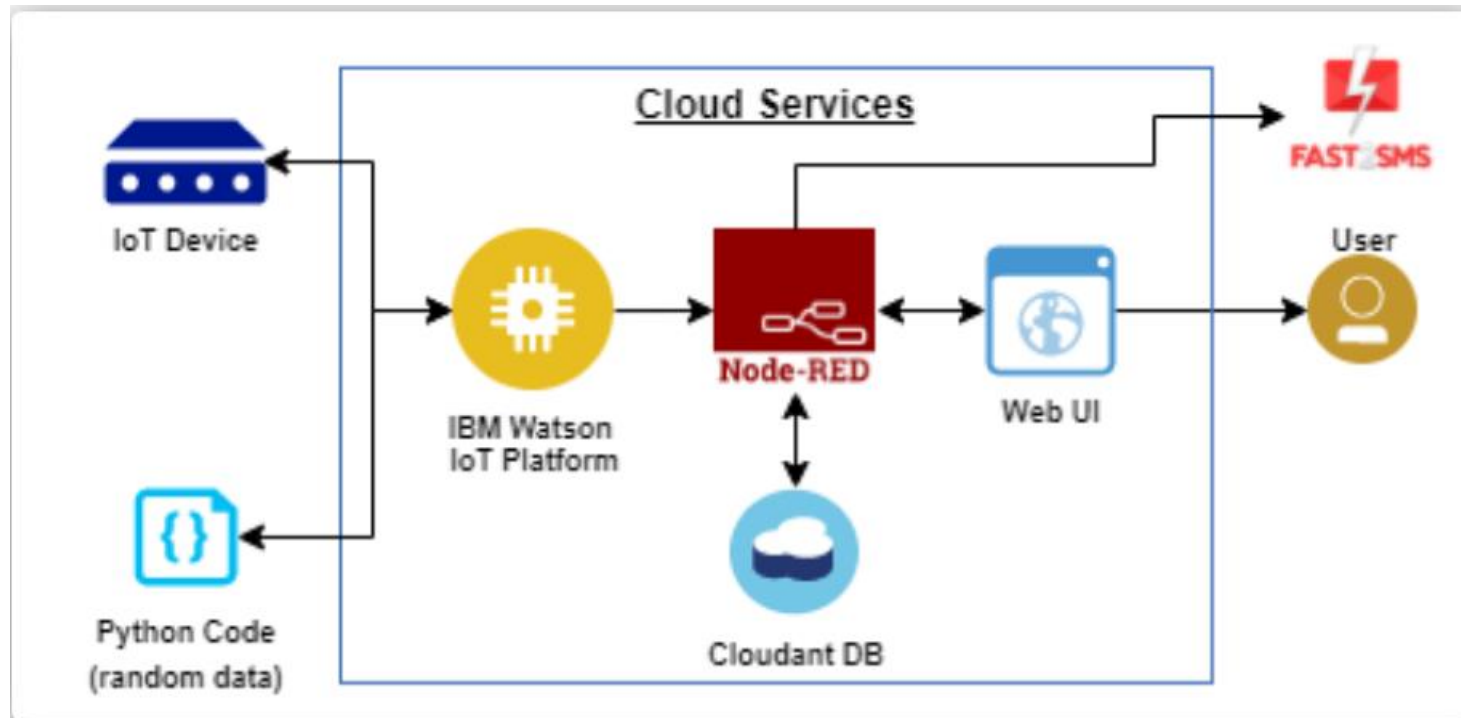 Cloud Services
FAST2SMS
IoT Device
User
Node-RED
IBM Watson
IoT Platform
Web UI
{}
Python Code
(random data)
Cloudant DB